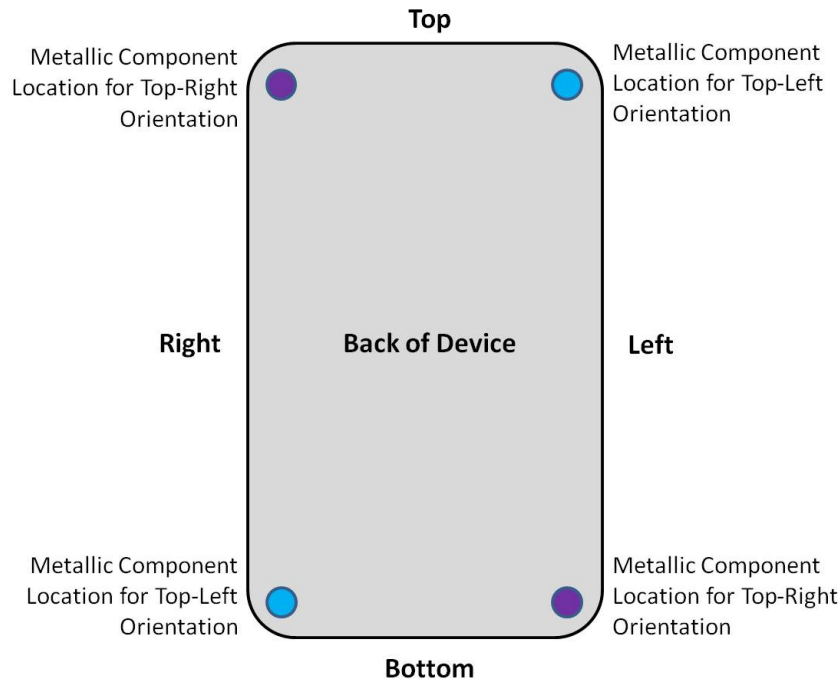 Top
Metallic Component
Location for Top-Right
Orientation
Metallic Component
Location for Top-Left
Orientation
Right
Back of Device
Left
Metallic Component
Location for Top-Left
Orientation
Metallic Component
Location for Top-Right
Orientation
Bottom